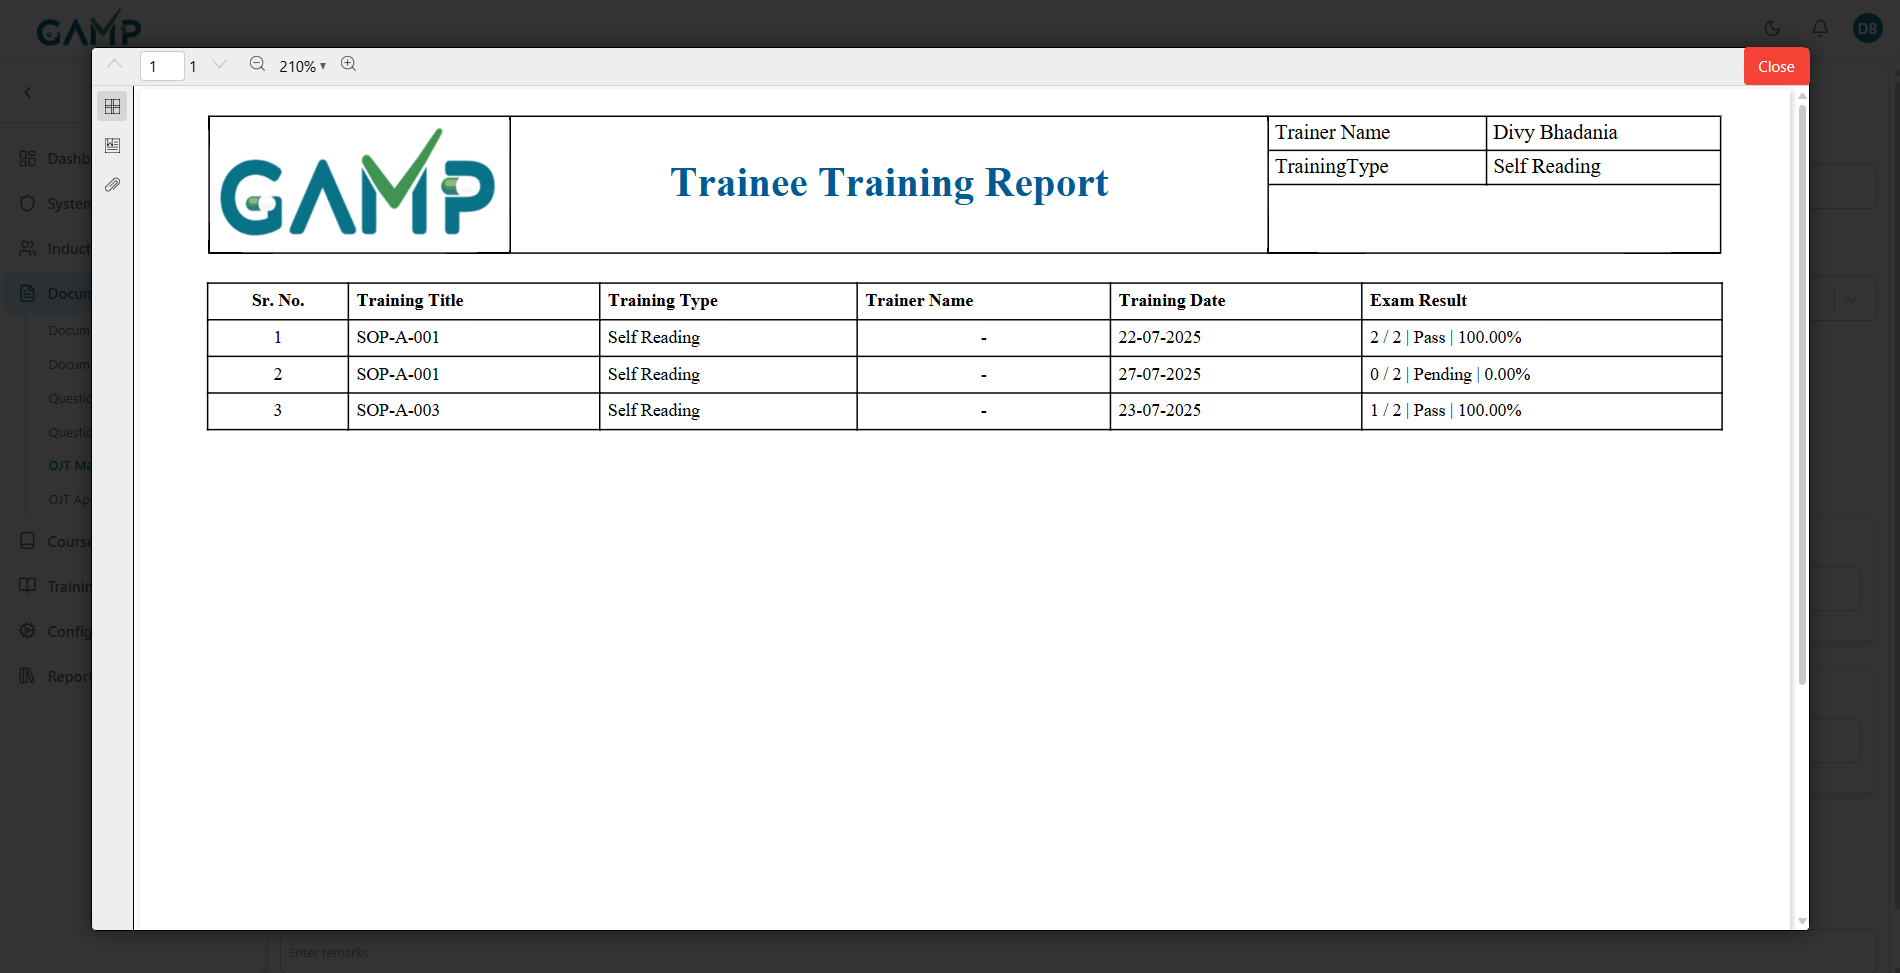 GAMP
DB
1
1
210%
Close
Dashb
System
Induct
Docum
Docum
Docum
Questio
Questio
OJT Ma
OJT Ap
Course
Trainin
Config
Report
GAMP
Trainee Training Report
Trainer Name Divy Bhadania
TrainingType Self Reading
Sr. No. Training Title Training Type Trainer Name Training Date Exam Result
1 SOP-A-001 Self Reading - 22-07-2025 2 / 2 | Pass | 100.00%
2 SOP-A-001 Self Reading - 27-07-2025 0 / 2 | Pending | 0.00%
3 SOP-A-003 Self Reading - 23-07-2025 1 / 2 | Pass | 100.00%
Enter remarks